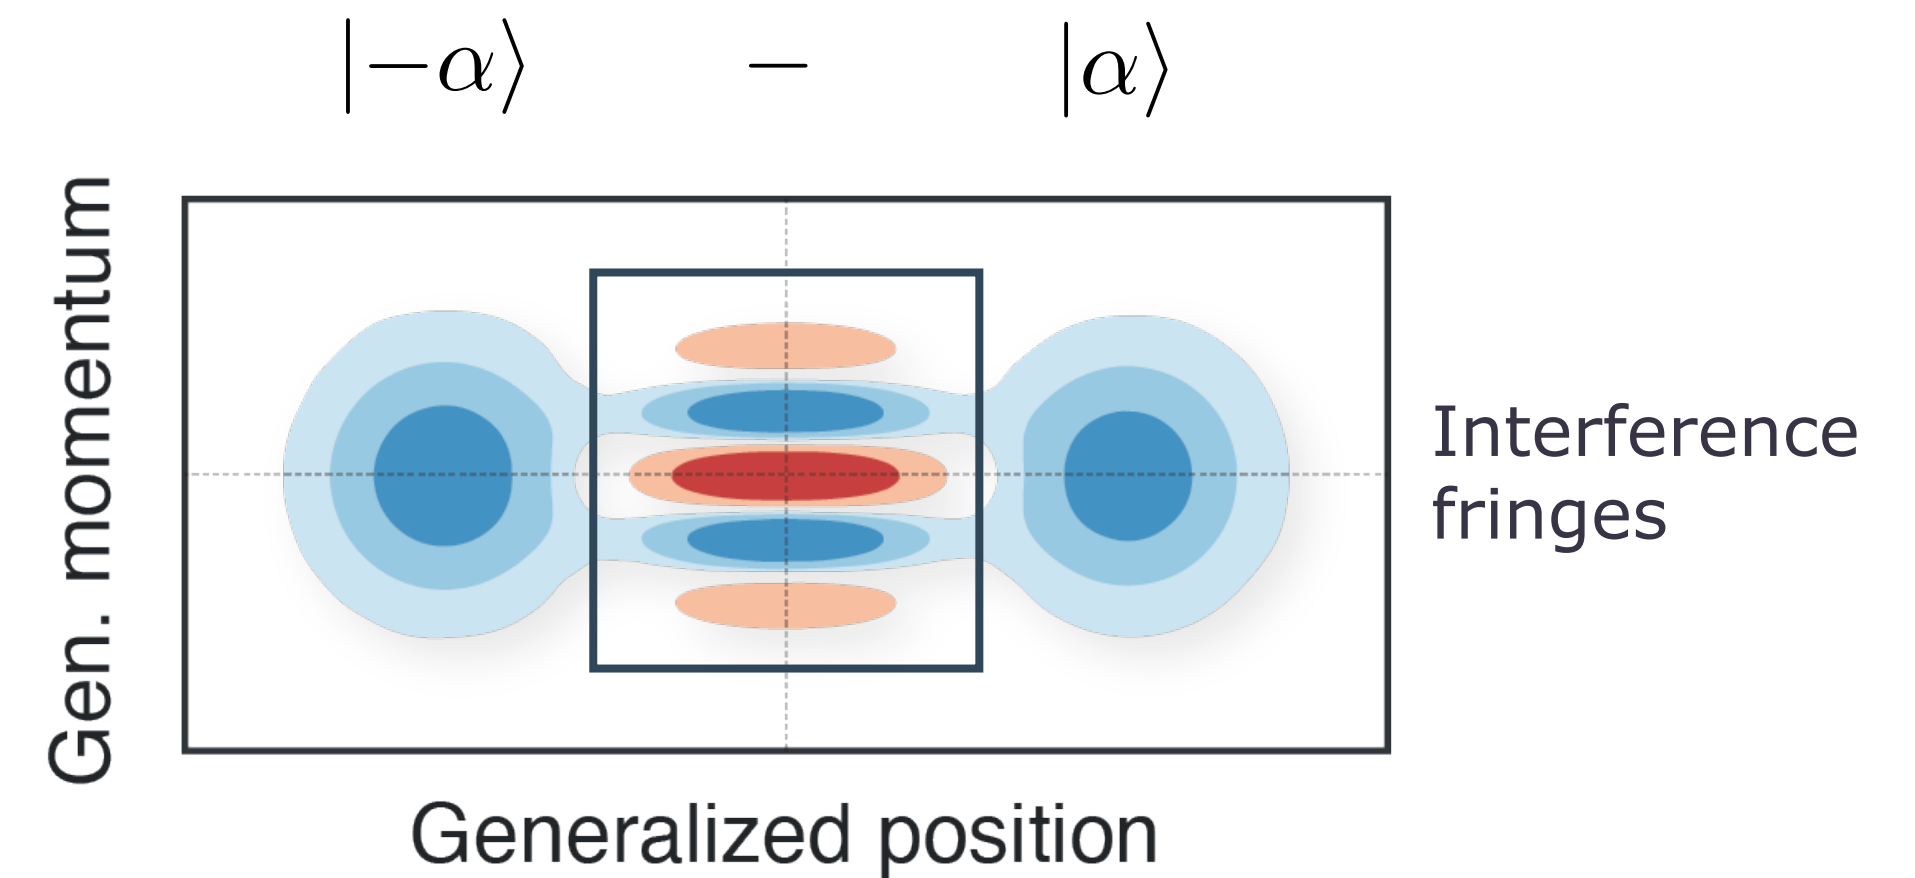 |−α⟩ − |α⟩
Gen. momentum
Interference
fringes
Generalized position